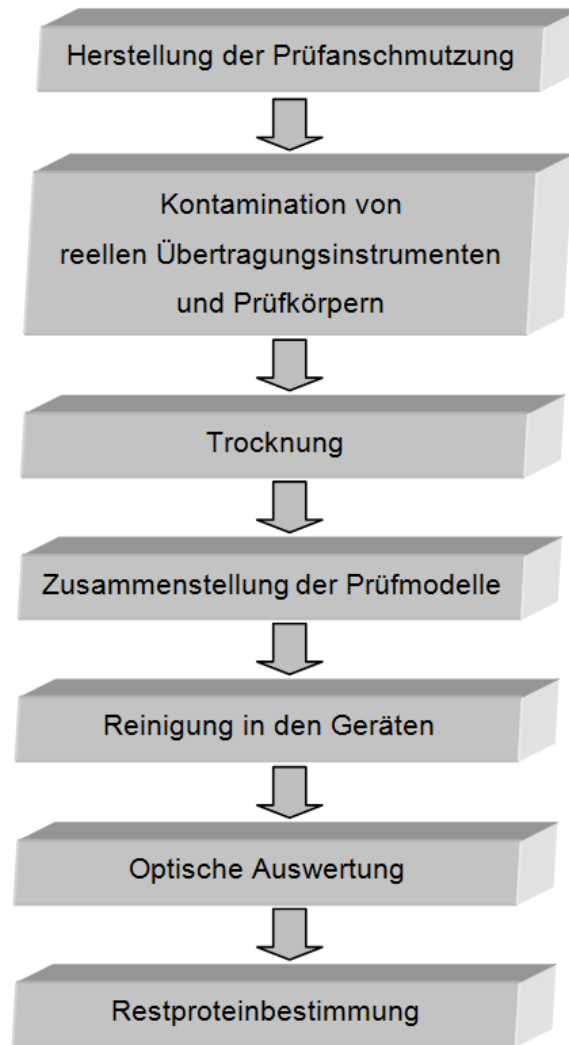 Herstellung der Prüfanschmutzung
Kontamination von
reellen Übertragungsinstrumenten
und Prüfkörpern
Trocknung
Zusammenstellung der Prüfmodelle
Reinigung in den Geräten
Optische Auswertung
Restproteinbestimmung